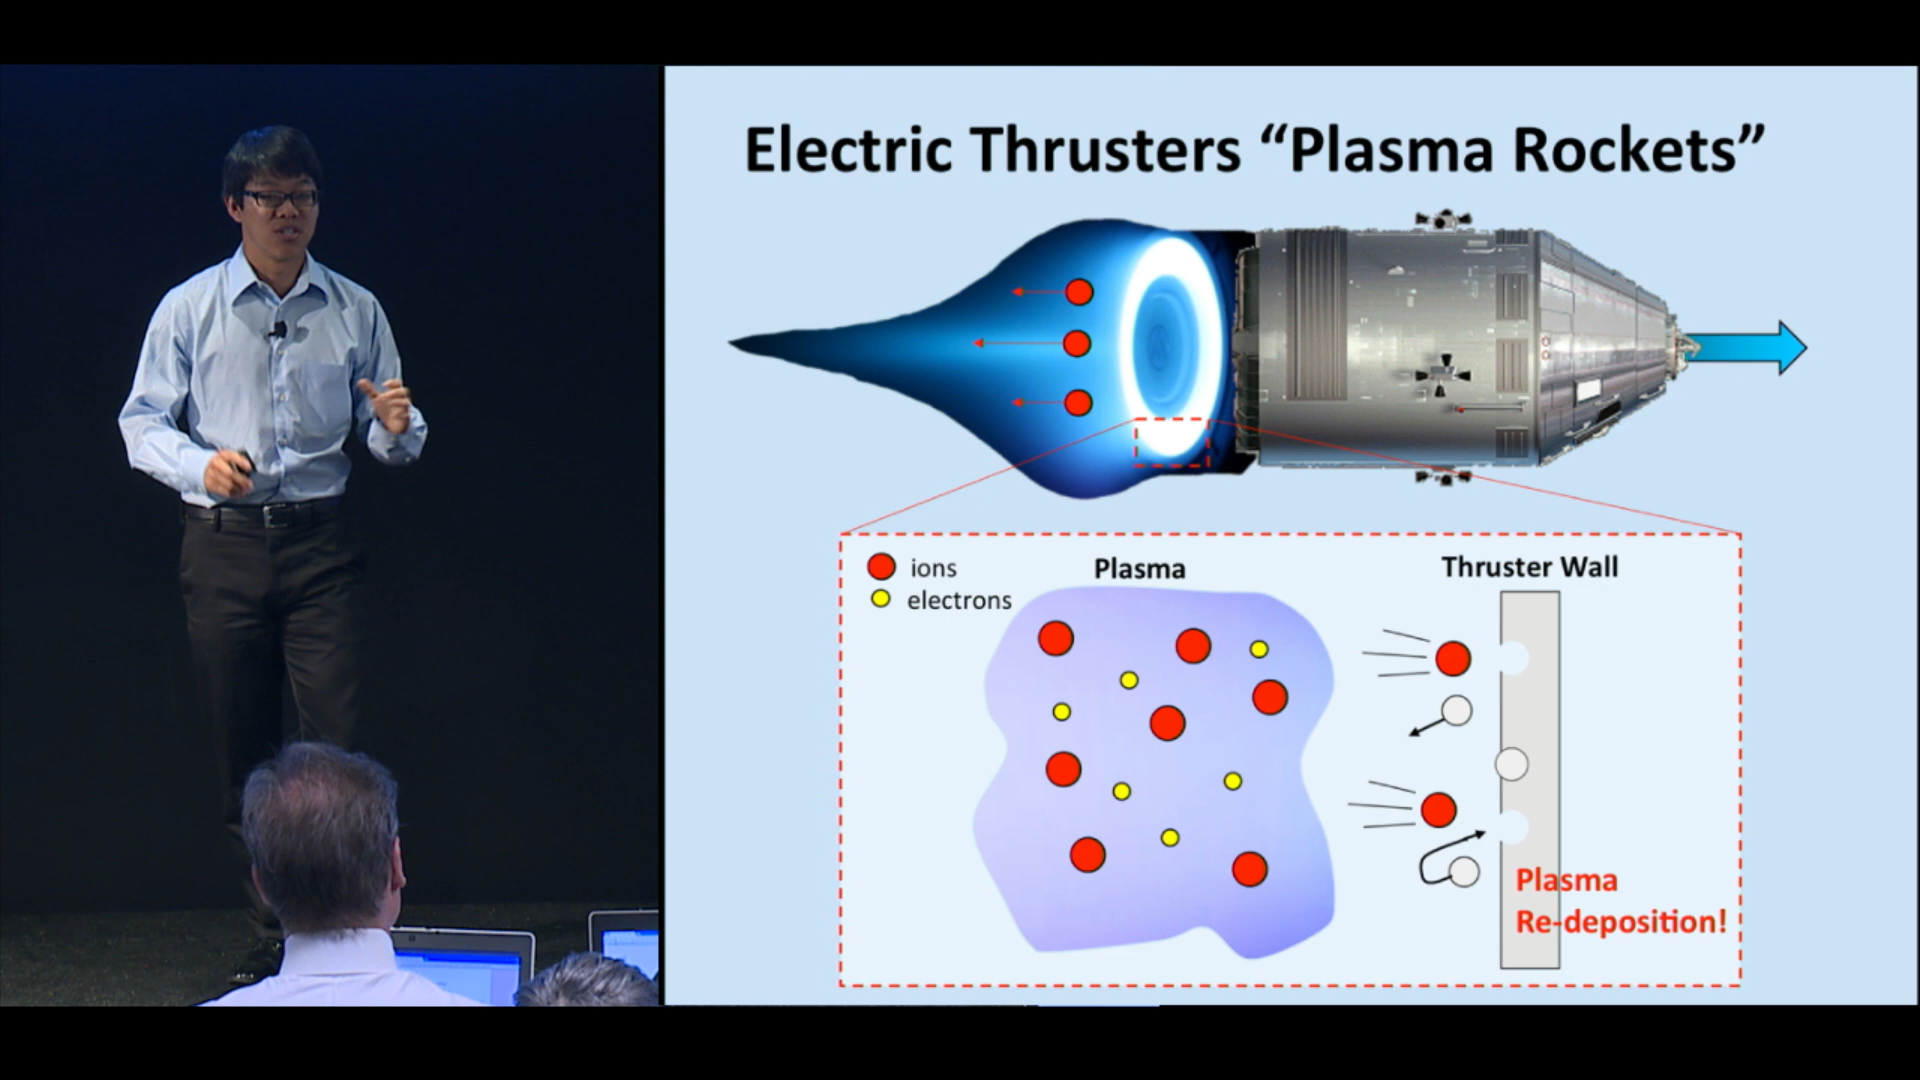 Electric Thrusters “Plasma Rockets”
ions
electrons
Plasma
Thruster Wall
Plasma
Re-deposition!